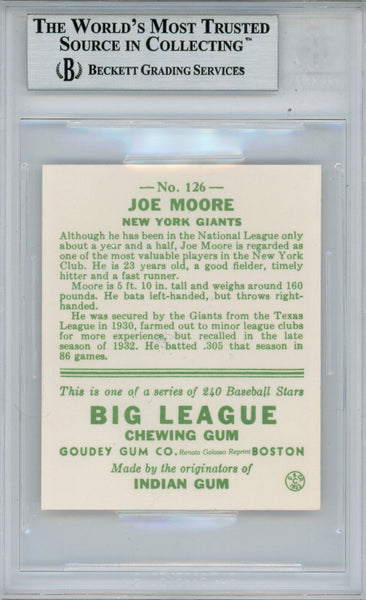 THE WORLD'S MOST TRUSTED
SOURCE IN COLLECTING™
B BECKETT GRADING SERVICES
— No. 126 —
JOE MOORE
NEW YORK GIANTS
Although he has been in the National League only
about a year and a half, Joe Moore is regarded as
one of the most valuable players in the New York
Club. He is 23 years old, a good fielder, timely
hitter and a fast runner.
Moore is 5 ft. 10 in. tall and weighs around 160
pounds. He bats left-handed, but throws right-
handed.
He was secured by the Giants from the Texas
League in 1930, farmed out to minor league clubs
for more experience, but recalled in the late
season of 1932. He batted .305 that season in
86 games.
This is one of a series of 240 Baseball Stars
BIG LEAGUE
CHEWING GUM
GOUDEY GUM CO. Renata Galasso Reprint BOSTON
Made by the originators of
INDIAN GUM